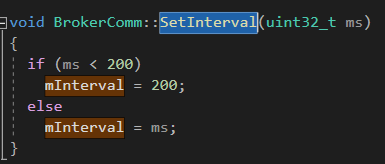 void BrokerComm::SetInterval(uint32_t ms)
{
if (ms < 200)
mInterval = 200;
else
mInterval = ms;
}